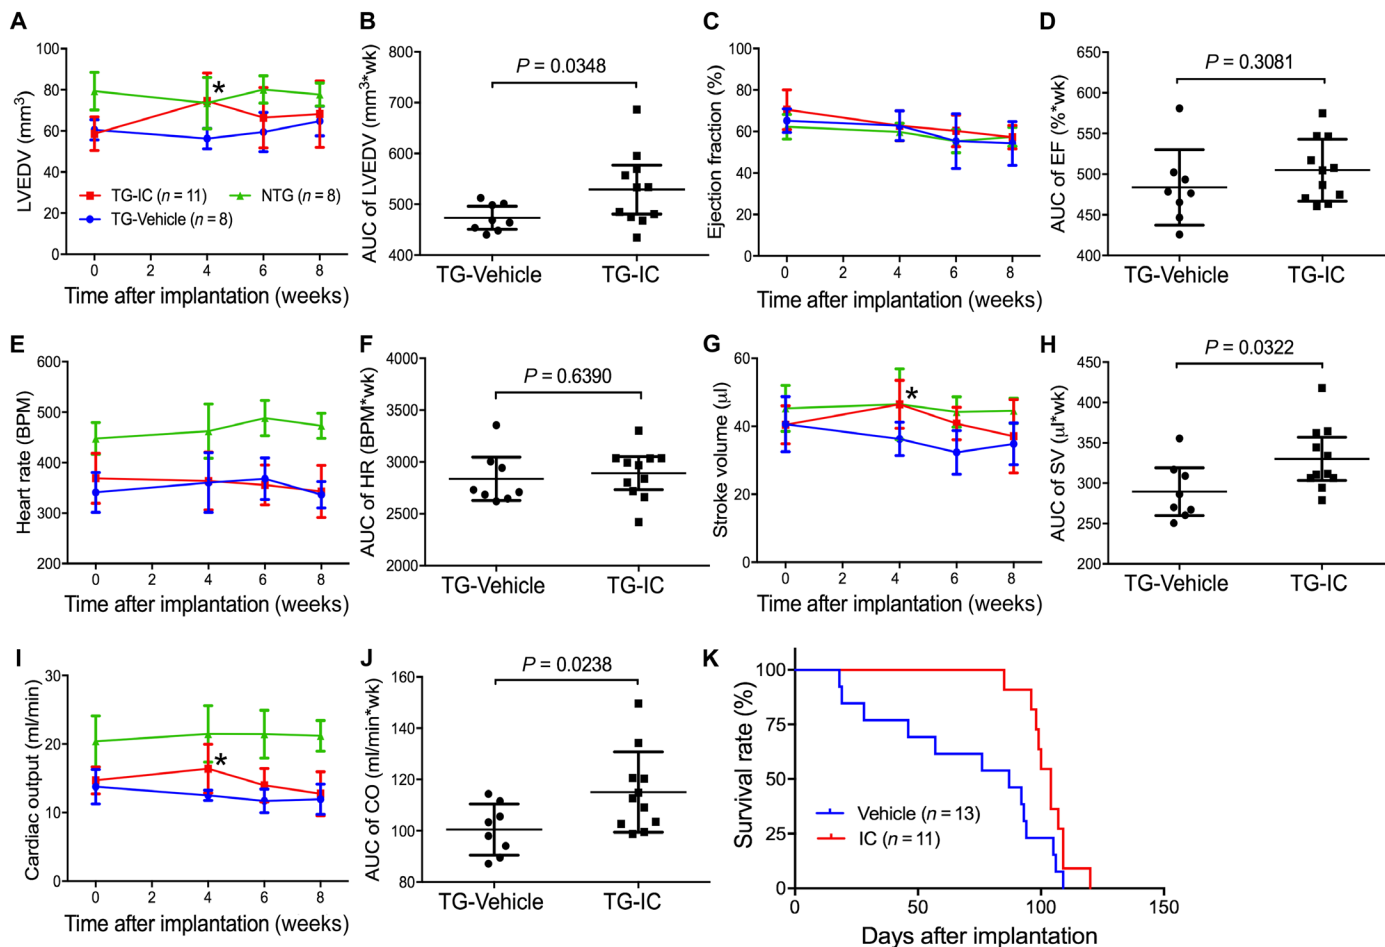 A
LVEDV (mm³)
100
80
60
40
20
0
*
TG-IC (n = 11)
NTG (n = 8)
TG-Vehicle (n = 8)
0 2 4 6 8
Time after implantation (weeks)
B
AUC of LVEDV (mm³*wk)
800
700
600
500
400
P = 0.0348
TG-Vehicle TG-IC
C
Ejection fraction (%)
100
80
60
40
20
0
0 2 4 6 8
Time after implantation (weeks)
D
AUC of EF (%*wk)
650
600
550
500
450
400
P = 0.3081
TG-Vehicle TG-IC
E
Heart rate (BPM)
600
500
400
300
200
0 2 4 6 8
Time after implantation (weeks)
F
AUC of HR (BPM*wk)
4000
3500
3000
2500
2000
P = 0.6390
TG-Vehicle TG-IC
G
Stroke volume (µl)
60
40
20
0
*
0 2 4 6 8
Time after implantation (weeks)
H
AUC of SV (µl*wk)
450
400
350
300
250
200
P = 0.0322
TG-Vehicle TG-IC
I
Cardiac output (ml/min)
30
20
10
0
*
0 2 4 6 8
Time after implantation (weeks)
J
AUC of CO (ml/min*wk)
160
140
120
100
80
P = 0.0238
TG-Vehicle TG-IC
K
Survival rate (%)
100
75
50
25
0
Vehicle (n = 13)
IC (n = 11)
0 50 100 150
Days after implantation